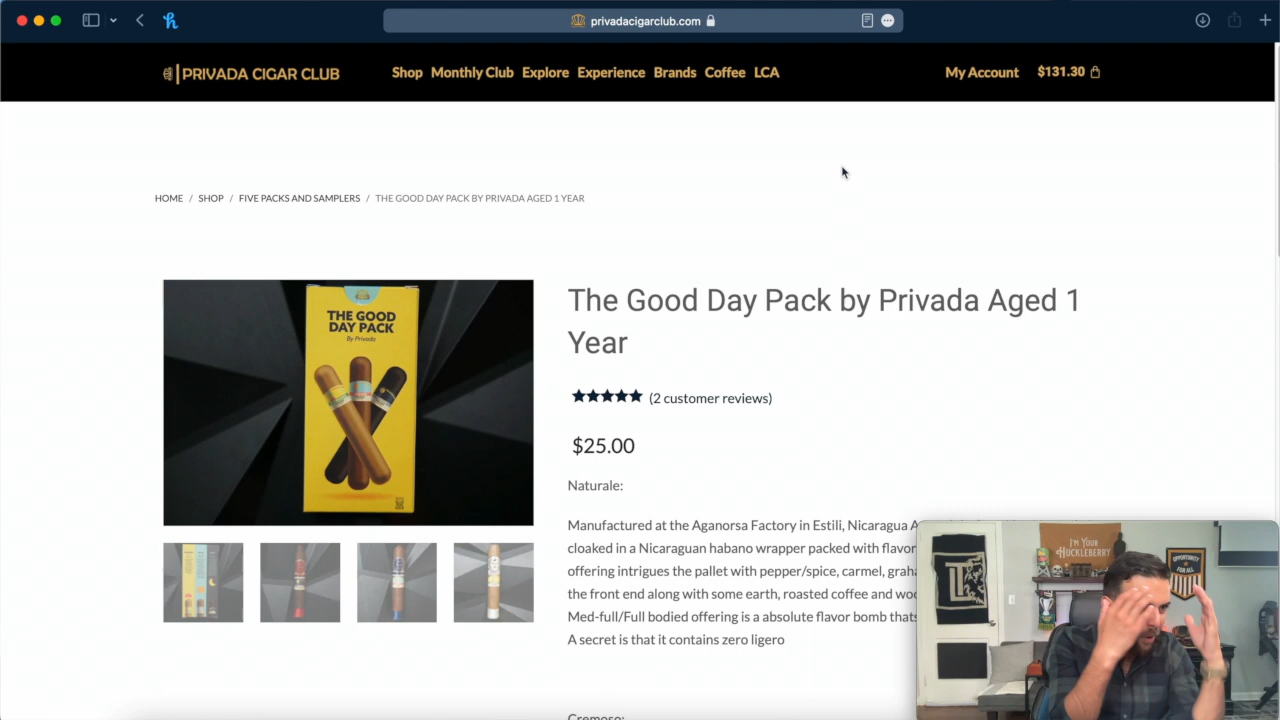 privadacigarclub.com
PRIVADA CIGAR CLUB
Shop Monthly Club Explore Experience Brands Coffee LCA
My Account $131.30
HOME / SHOP / FIVE PACKS AND SAMPLERS / THE GOOD DAY PACK BY PRIVADA AGED 1 YEAR
THE GOOD
DAY PACK
By Privada
The Good Day Pack by Privada Aged 1
Year
(2 customer reviews)
$25.00
Naturale:
Manufactured at the Aganorsa Factory in Estili, Nicaragua A
cloaked in a Nicaraguan habano wrapper packed with flavor
offering intrigues the pallet with pepper/spice, carmel, grah
the front end along with some earth, roasted coffee and woo
Med-full/Full bodied offering is a absolute flavor bomb thats
A secret is that it contains zero ligero
Cremoso:
I'M YOUR
HUCKLEBERRY
OPPORTUNITY
FOR ALL